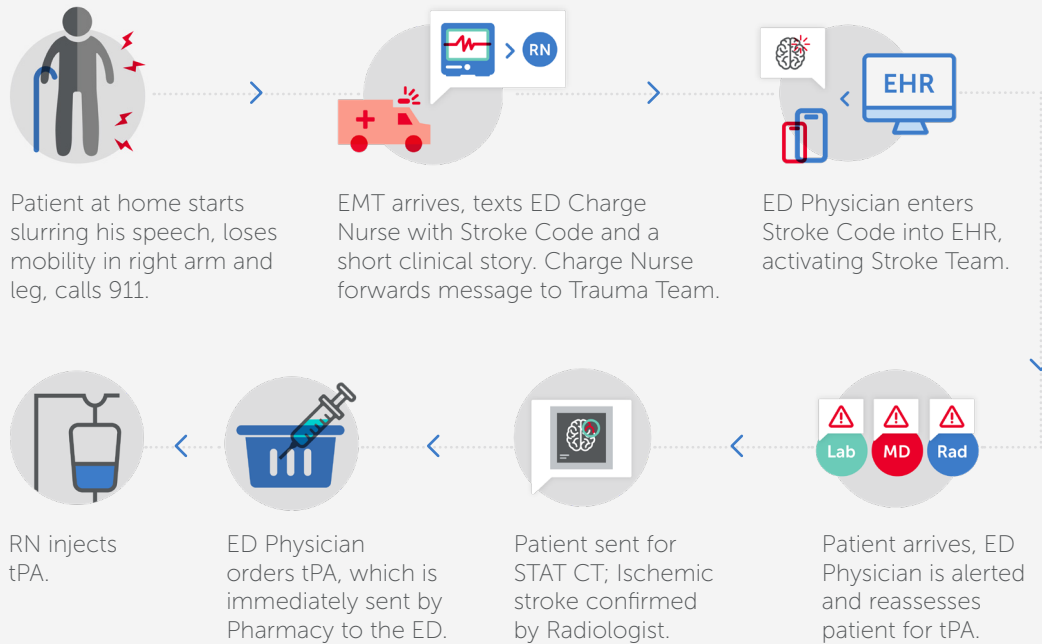 RN
EHR
Patient at home starts
slurring his speech, loses
mobility in right arm and
leg, calls 911.
EMT arrives, texts ED Charge
Nurse with Stroke Code and a
short clinical story. Charge Nurse
forwards message to Trauma Team.
ED Physician enters
Stroke Code into EHR,
activating Stroke Team.
Lab
MD
Rad
Patient arrives, ED
Physician is alerted
and reassesses
patient for tPA.
Patient sent for
STAT CT; Ischemic
stroke confirmed
by Radiologist.
ED Physician
orders tPA, which is
immediately sent by
Pharmacy to the ED.
RN injects
tPA.